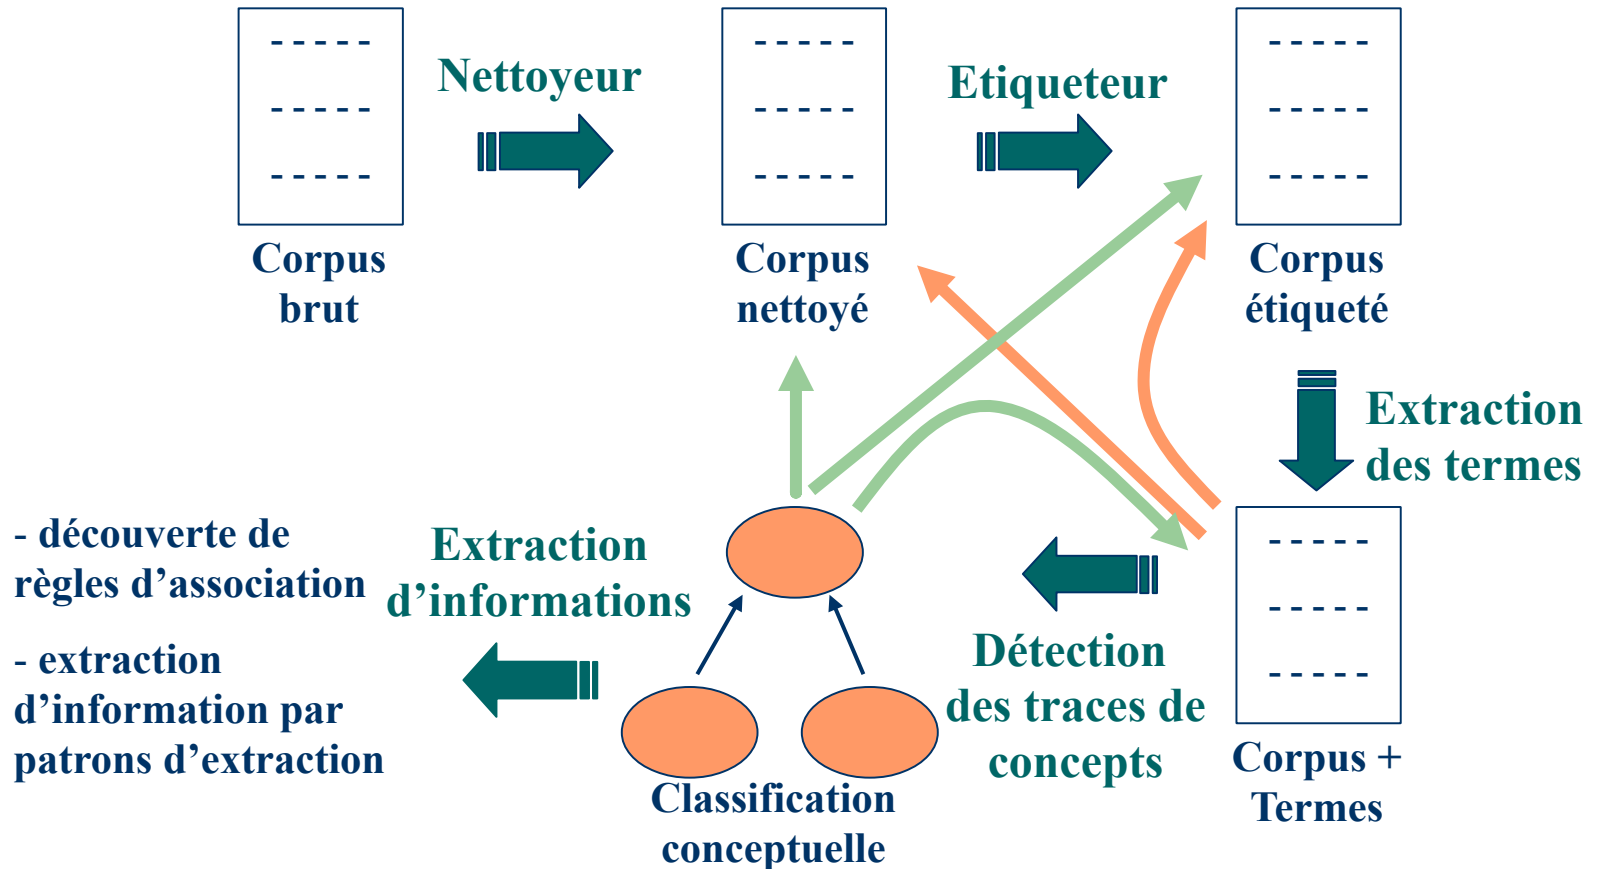 Nettoyeur
Etiqueteur
Corpus
brut
Corpus
nettoyé
Corpus
étiqueté
Extraction
des termes
- découverte de
règles d’association
- extraction
d’information par
patrons d’extraction
Extraction
d’informations
Détection
des traces de
concepts
Corpus +
Termes
Classification
conceptuelle